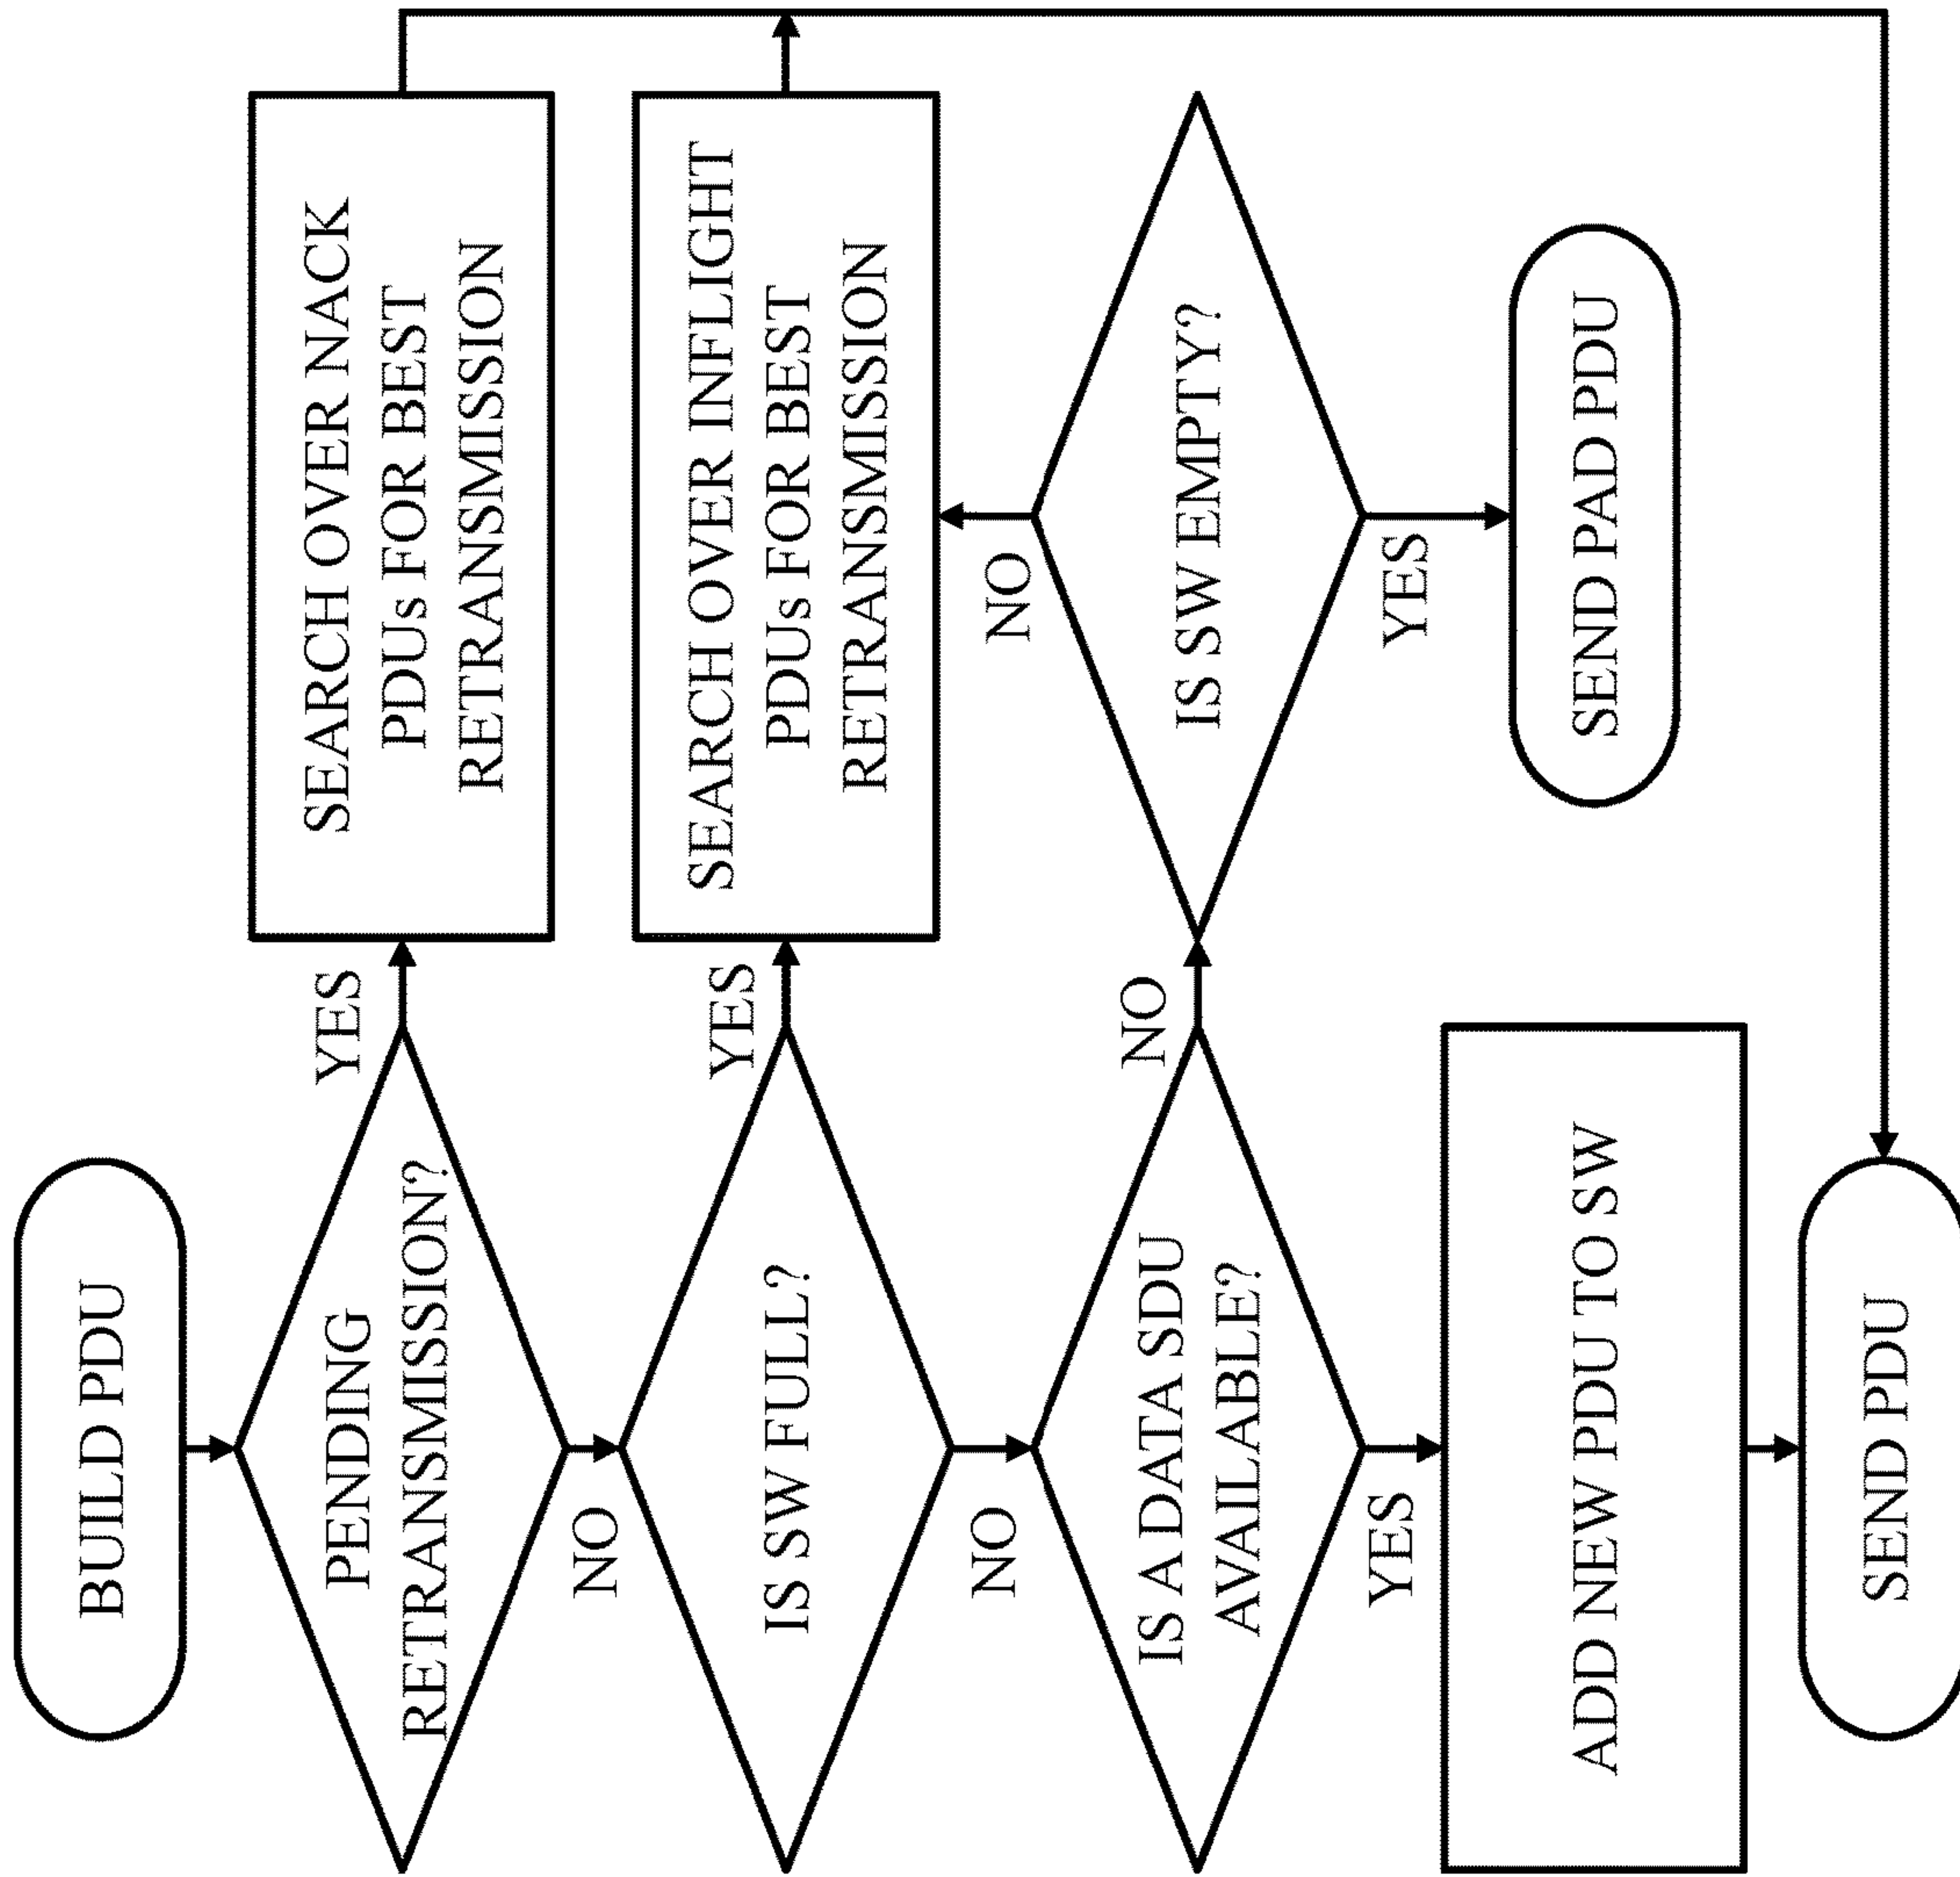 BUILD PDU
PENDING
RETRANSMISSION?
YES
SEARCH OVER NACK
PDUs FOR BEST
RETRANSMISSION
NO
IS SW FULL?
YES
SEARCH OVER INFLIGHT
PDUs FOR BEST
RETRANSMISSION
NO
IS A DATA SDU
AVAILABLE?
NO
IS SW EMPTY?
NO
YES
SEND PAD PDU
YES
ADD NEW PDU TO SW
SEND PDU